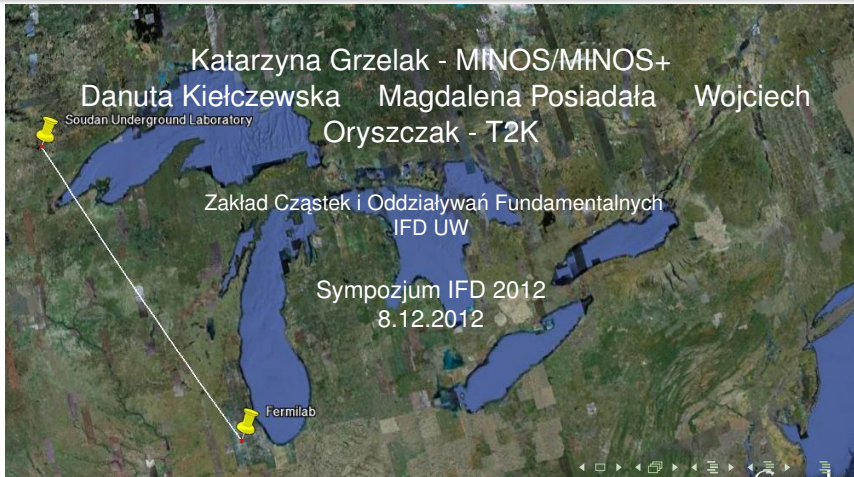 Katarzyna Grzelak - MINOS/MINOS+
Danuta Kiełczewska Magdalena Posiadała Wojciech
Oryszczak - T2K
Soudan Underground Laboratory
Zakład Cząstek i Oddziaływań Fundamentalnych
IFD UW
Sympozjum IFD 2012
8.12.2012
Fermilab